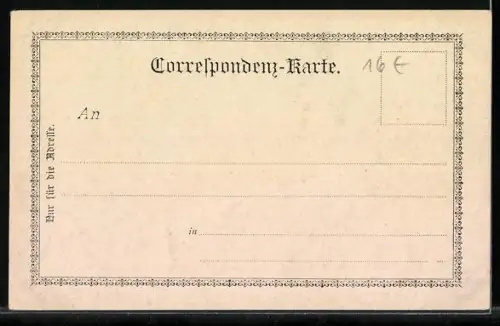 Correspondenz-Karte.
16 €
An
in
Nur für die Adresse.